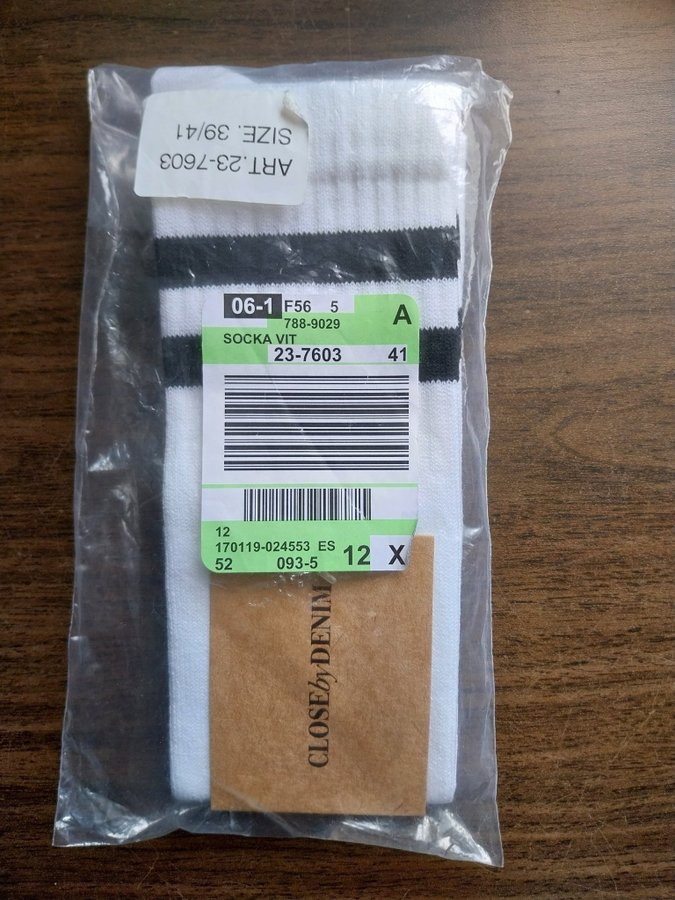 ART.23-7603
SIZE. 39/41
06-1 F56 5
A
788-9029
SOCKA VIT
23-7603 41
12
170119-024553 ES
52 093-5 12 X
CLOSEbyDENIM